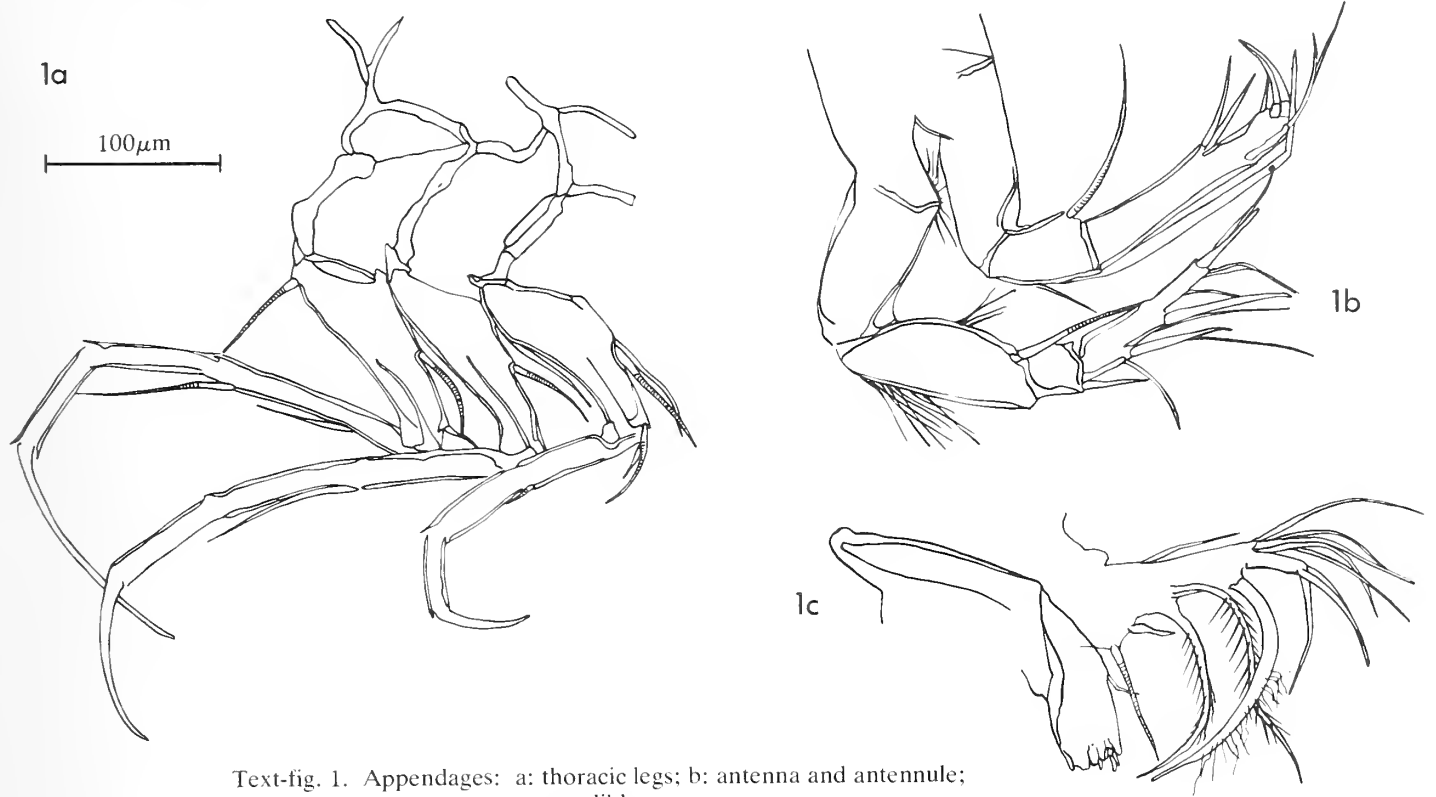 1a
100μm
1b
1c
Text-fig. 1. Appendages: a: thoracic legs; b: antenna and antennule;